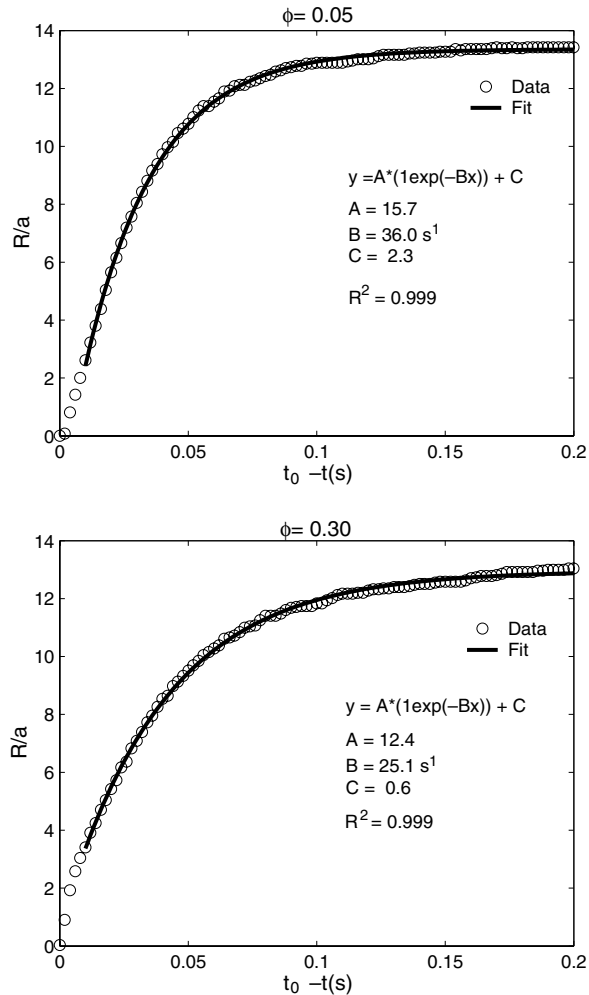 ϕ= 0.05
14
12
10
8
6
4
2
0
R/a
Data
Fit
y =A*(1exp(−Bx)) + C
A = 15.7
B = 36.0 s¹
C = 2.3
R² = 0.999
0 0.05 0.1 0.15 0.2
t₀ −t(s)
ϕ= 0.30
14
12
10
8
6
4
2
0
R/a
Data
Fit
y = A*(1exp(−Bx)) + C
A = 12.4
B = 25.1 s¹
C = 0.6
R² = 0.999
0 0.05 0.1 0.15 0.2
t₀ −t(s)